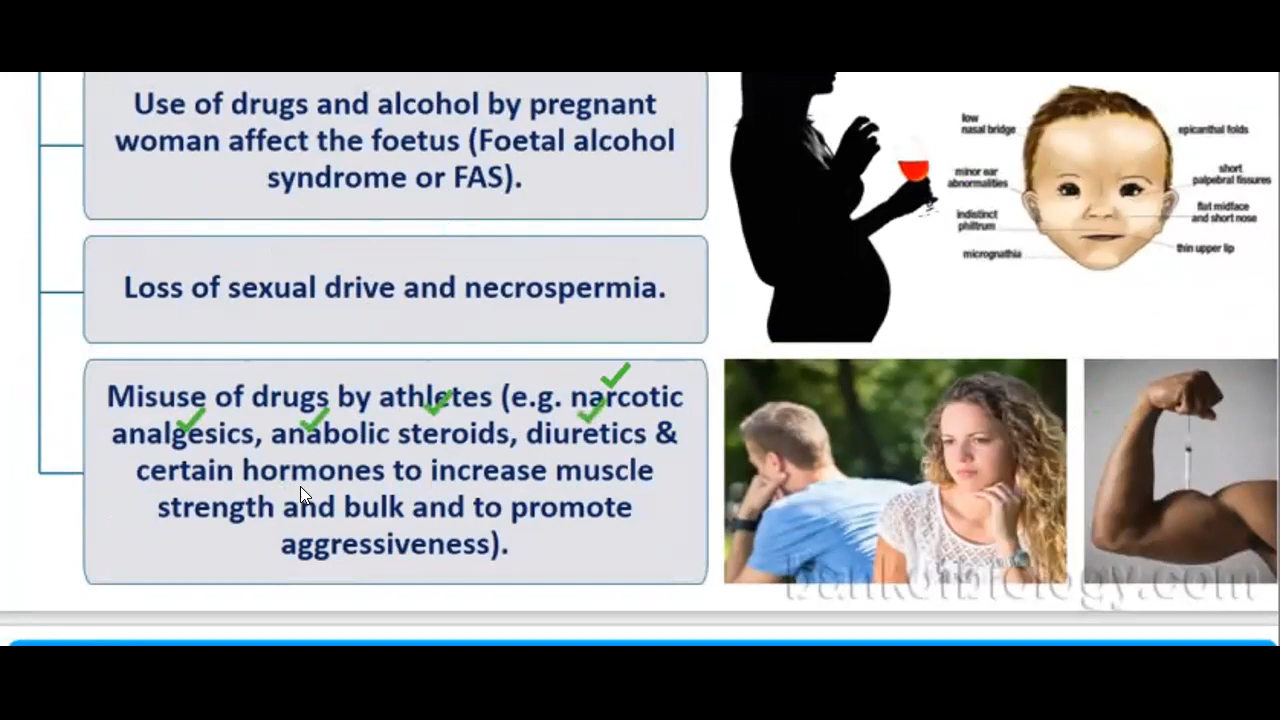 Use of drugs and alcohol by pregnant
woman affect the foetus (Foetal alcohol
syndrome or FAS).
Loss of sexual drive and necrospermia.
Misuse of drugs by athletes (e.g. narcotic
analgesics, anabolic steroids, diuretics &
certain hormones to increase muscle
strength and bulk and to promote
aggressiveness).
low
nasal bridge
minor ear
abnormalities
indistinct
philtrum
micrognathia
epicanthal folds
short
palpebral fissures
flat midface
and short nose
thin upper lip
bankofbiology.com